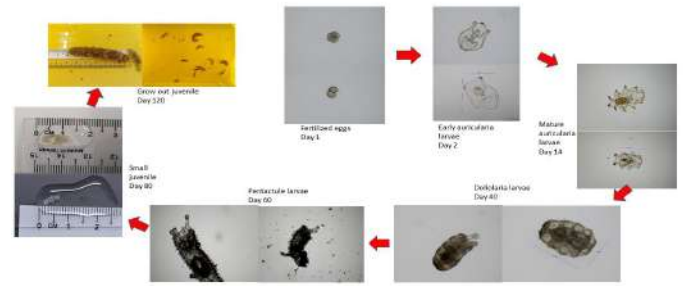 Fertilized eggs
Day 1
Early auricularia
larvae
Day 2
Mature
auricularia
larvae
Day 14
Doliolaria larvae
Day 40
Pentactule larvae
Day 60
Small
juvenile
Day 80
Grow out juvenile
Day 120